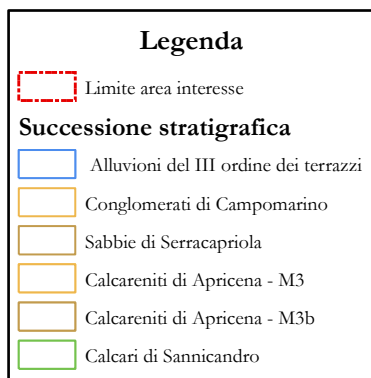 Legenda
Limite area interesse
Successione stratigrafica
Alluvioni del III ordine dei terrazzi
Conglomerati di Campomarino
Sabbie di Serracapriola
Calcareniti di Apricena - M3
Calcareniti di Apricena - M3b
Calcari di Sannicandro